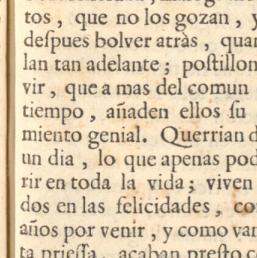 tos, que no los gozan, y
deſpues bolver atràs, quan
lan tan adelante; poſtillon
vir, que a mas del comun
tiempo, añaden ellos ſu
miento genial. Querrian d
un dia, lo que apenas pod
rir en toda la vida; viven
dos en las felicidades, co
años por venir, y como van
ta prieſſa, acaban preſto co